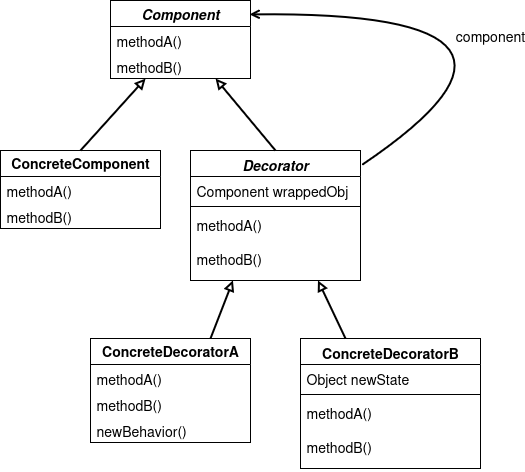 Component
methodA()
methodB()
component
ConcreteComponent
methodA()
methodB()
Decorator
Component wrappedObj
methodA()
methodB()
ConcreteDecoratorA
methodA()
methodB()
newBehavior()
ConcreteDecoratorB
Object newState
methodA()
methodB()